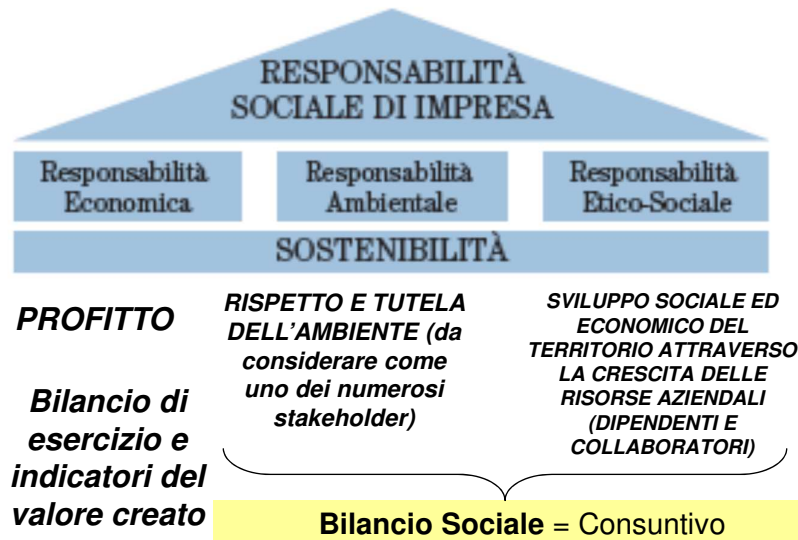 RESPONSABILITÀ
SOCIALE DI IMPRESA
Responsabilità
Economica
Responsabilità
Ambientale
Responsabilità
Etico-Sociale
SOSTENIBILITÀ
PROFITTO
Bilancio di
esercizio e
indicatori del
valore creato
RISPETTO E TUTELA
DELL'AMBIENTE (da
considerare come
uno dei numerosi
stakeholder)
SVILUPPO SOCIALE ED
ECONOMICO DEL
TERRITORIO ATTRAVERSO
LA CRESCITA DELLE
RISORSE AZIENDALI
(DIPENDENTI E
COLLABORATORI)
Bilancio Sociale = Consuntivo